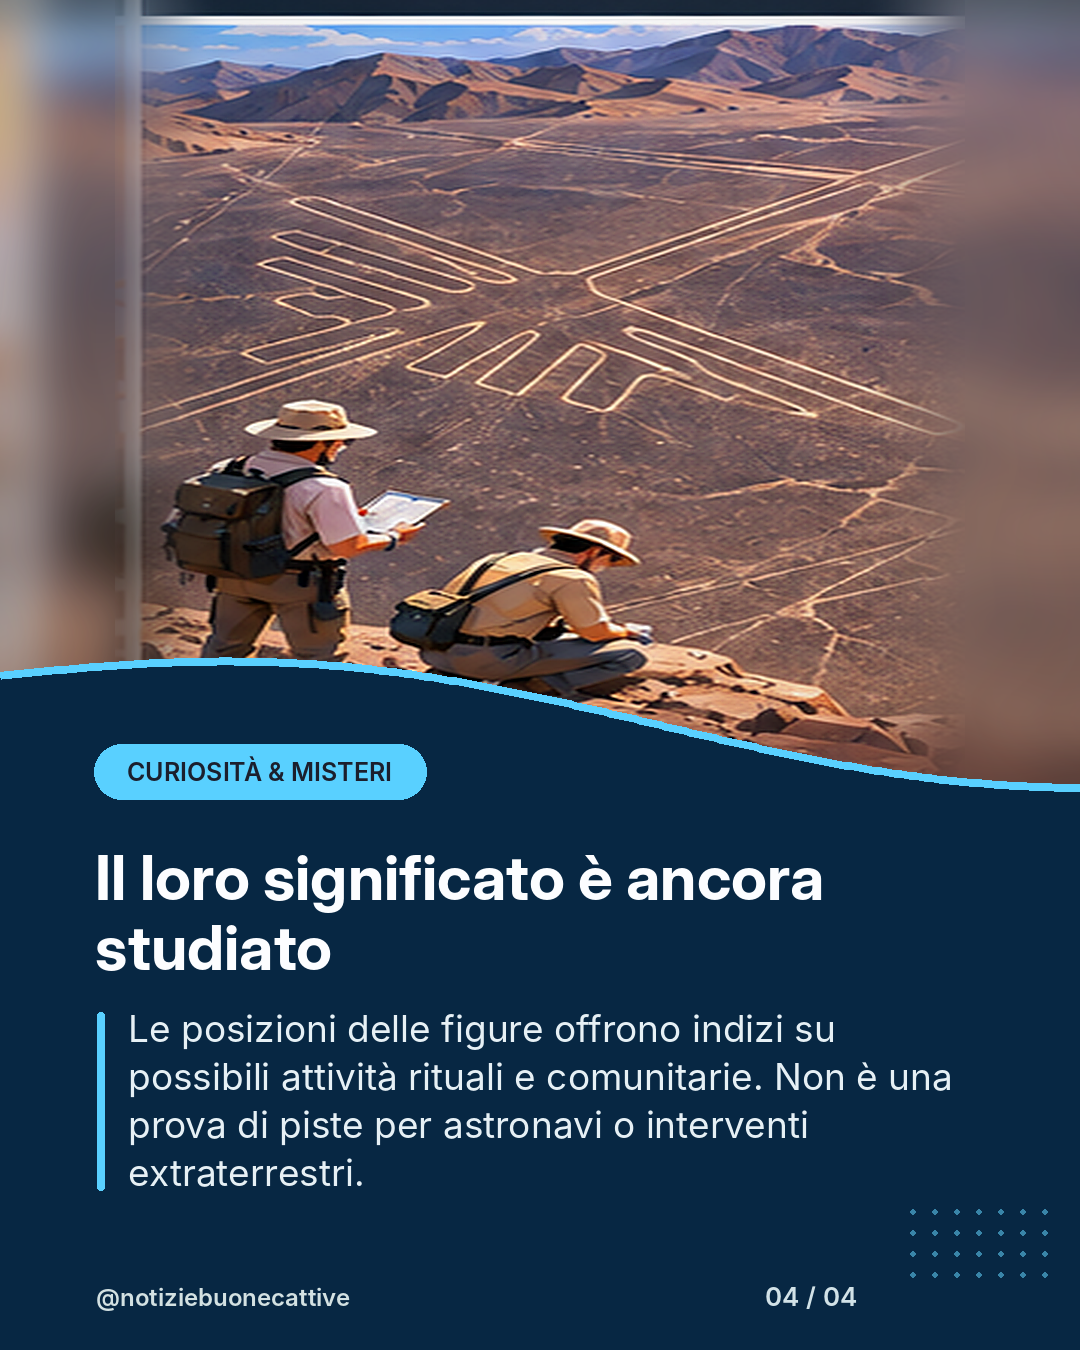 CURIOSITÀ & MISTERI
Il loro significato è ancora
studiato
Le posizioni delle figure offrono indizi su
possibili attività rituali e comunitarie. Non è una
prova di piste per astronavi o interventi
extraterrestri.
@notiziebuonecattive
04 / 04